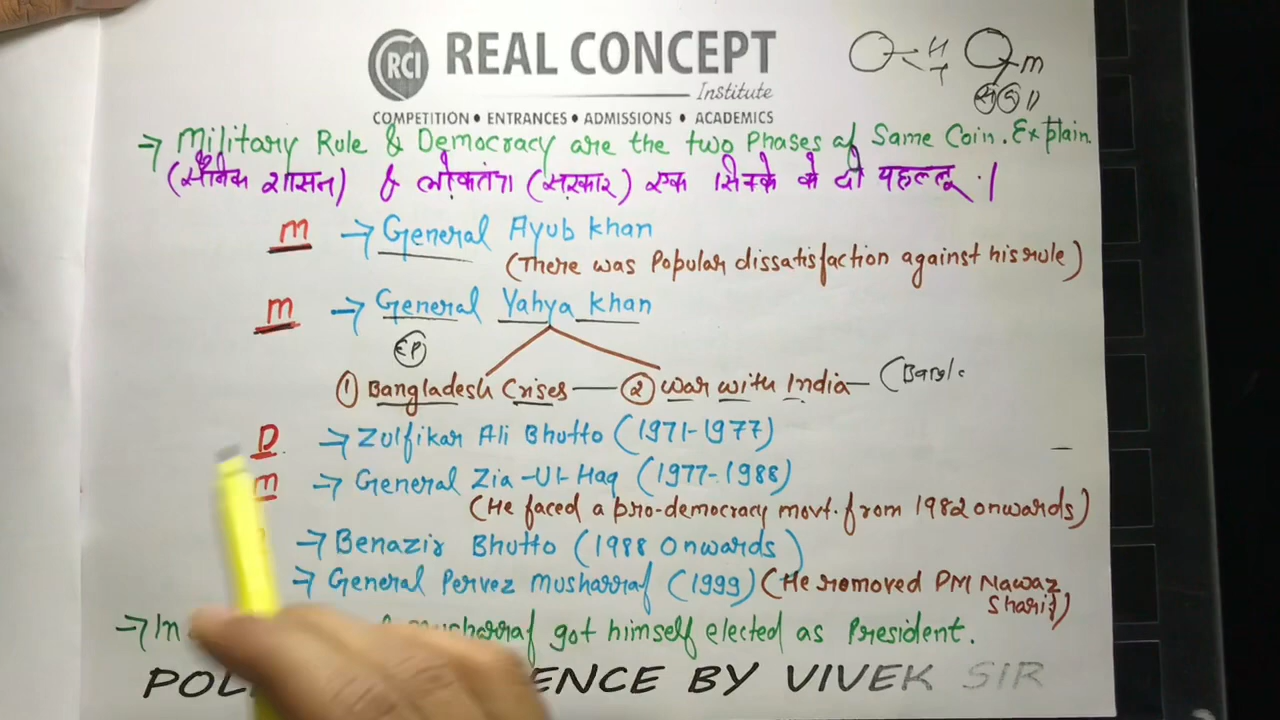 RCI REAL CONCEPT
Institute
COMPETITION • ENTRANCES • ADMISSIONS • ACADEMICS
H
T
m
D
→ Military Rule & Democracy are the two Phases of Same Coin. Explain.
(सैनिक शासन) & लोकतंत्र (सरकार) एक सिक्के के दो पहल्लू.।
m → General Ayub Khan
(There was Popular dissatisfaction against his rule)
m → General Yahya Khan
EP
① Bangladesh Crises — ② War with India — (Bangl
D → Zulfikar Ali Bhutto (1971-1977)
m → General Zia-Ul-Haq (1977-1988)
(He faced a pro-democracy movt. from 1982 onwards)
→ Benazir Bhutto (1988 Onwards)
→ General Pervez Musharraf (1999) (He removed PM Nawaz
Sharif)
→ In Musharraf got himself elected as President.
BY VIVEK SIR